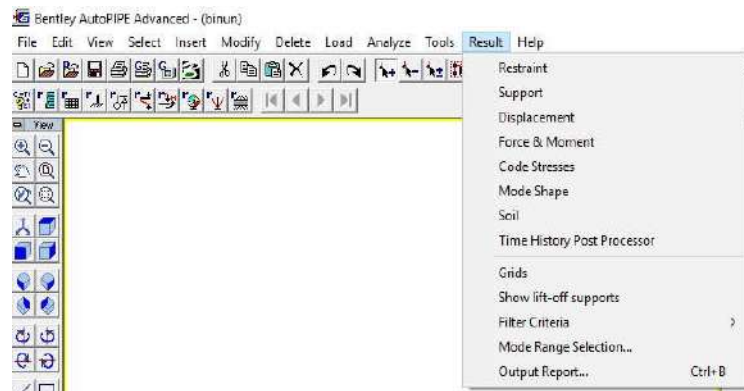 Bentley AutoPIPE Advanced - (binun)
File Edit View Select Insert Modify Delete Load Analyze Tools Result Help
View
Restraint
Support
Displacement
Force & Moment
Code Stresses
Mode Shape
Soil
Time History Post Processor
Grids
Show lift-off supports
Filter Criteria
Mode Range Selection...
Output Report... Ctrl+B